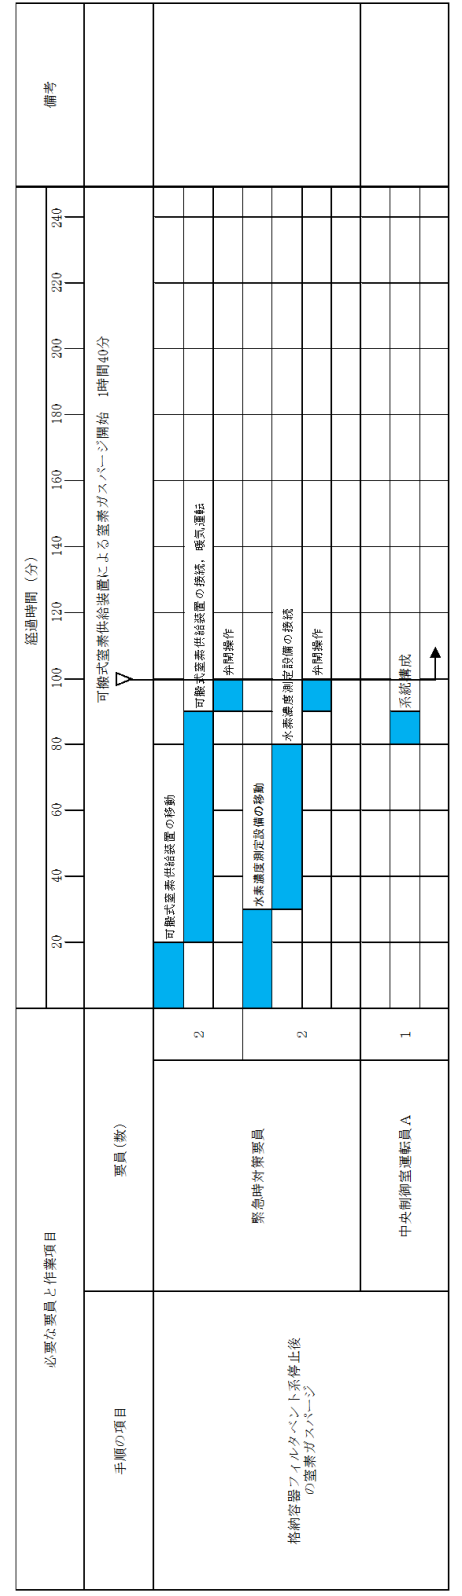 必要な要員と作業項目
経過時間（分）
備考
手順の項目
要員(数)
20 40 60 80 100 120 140 160 180 200 220 240
可搬式窒素供給装置による窒素ガスパージ開始 1時間40分
格納容器フィルタベント系停止後
の窒素ガスパージ
緊急時対策要員
2
可搬式窒素供給装置の移動
可搬式窒素供給装置の接続，暖気運転
弁開操作
2
水素濃度測定設備の移動
水素濃度測定設備の接続
弁開操作
中央制御室運転員Ａ
1
系統構成